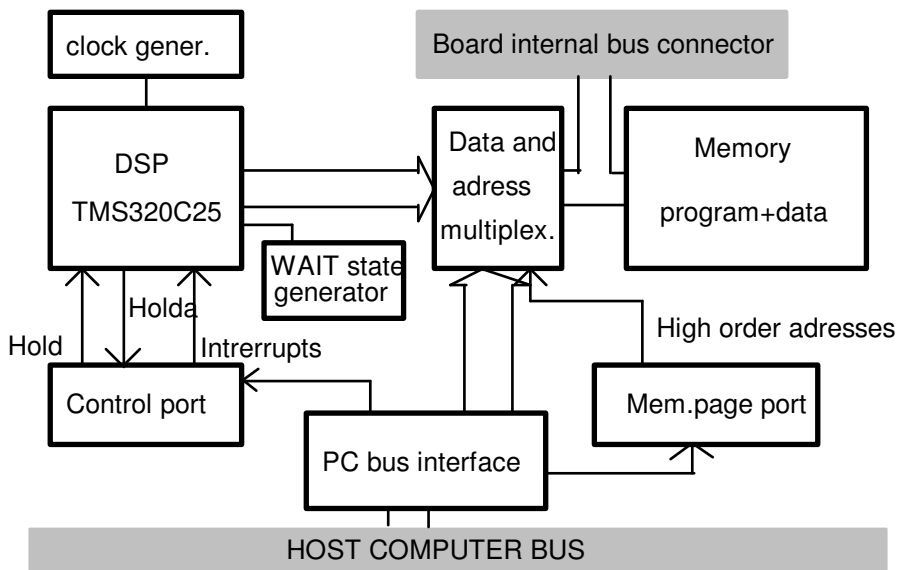 clock gener.
Board internal bus connector
DSP
TMS320C25
Data and
adress
multiplex.
Memory
program+data
WAIT state
generator
Hold
Holda
Intrerrupts
High order adresses
Control port
Mem.page port
PC bus interface
HOST COMPUTER BUS